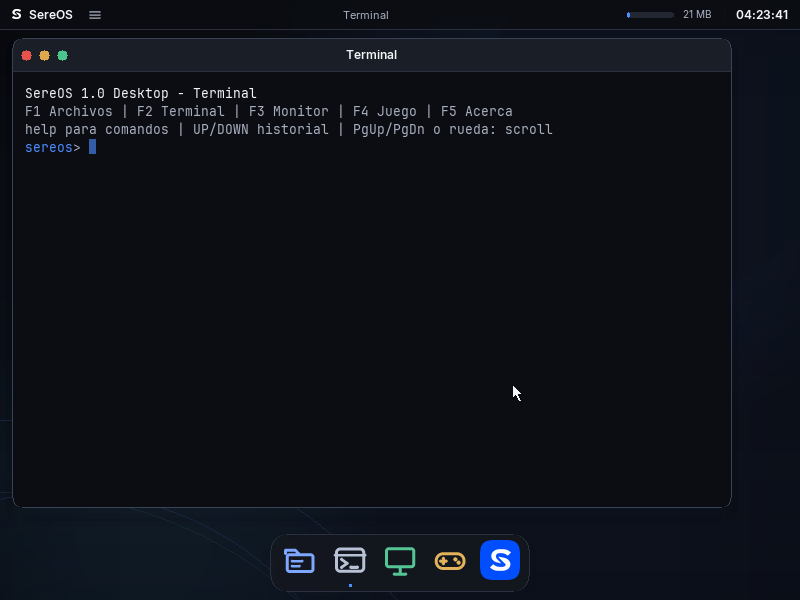 SereOS
Terminal
21 MB
04:23:41
Terminal
SereOS 1.0 Desktop - Terminal
F1 Archivos | F2 Terminal | F3 Monitor | F4 Juego | F5 Acerca
help para comandos | UP/DOWN historial | PgUp/PgDn o rueda: scroll
sereos>